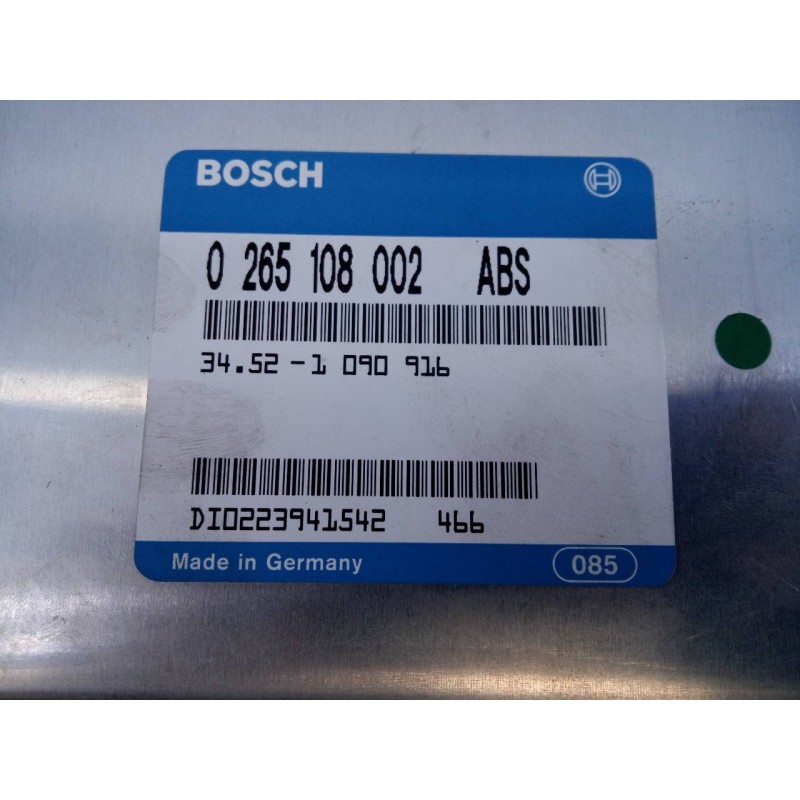 BOSCH
0 265 108 002 ABS
34.52 - 1 090 916
DI0223941542 466
Made in Germany 085